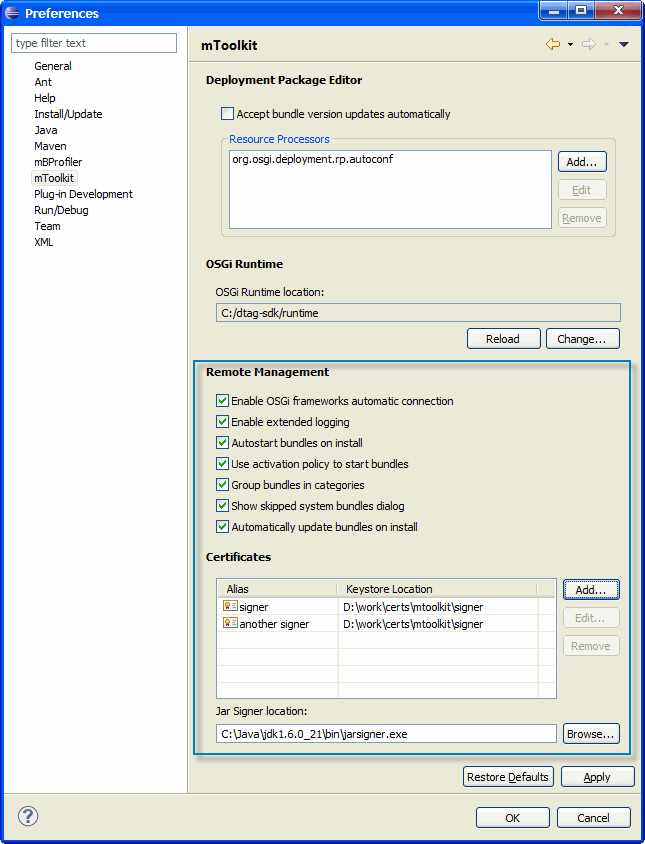 Preferences
type filter text
General
Ant
Help
Install/Update
Java
Maven
mBProfiler
mToolkit
Plug-in Development
Run/Debug
Team
XML
mToolkit
Deployment Package Editor
Accept bundle version updates automatically
Resource Processors
org.osgi.deployment.rp.autoconf
Add...
Edit
Remove
OSGi Runtime
OSGi Runtime location:
C:/dtag-sdk/runtime
Reload Change...
Remote Management
Enable OSGi frameworks automatic connection
Enable extended logging
Autostart bundles on install
Use activation policy to start bundles
Group bundles in categories
Show skipped system bundles dialog
Automatically update bundles on install
Certificates
Alias Keystore Location
signer D:\work\certs\mtoolkit\signer
another signer D:\work\certs\mtoolkit\signer
Add...
Edit...
Remove
Jar Signer location:
C:\Java\jdk1.6.0_21\bin\jarsigner.exe Browse...
Restore Defaults Apply
? OK Cancel